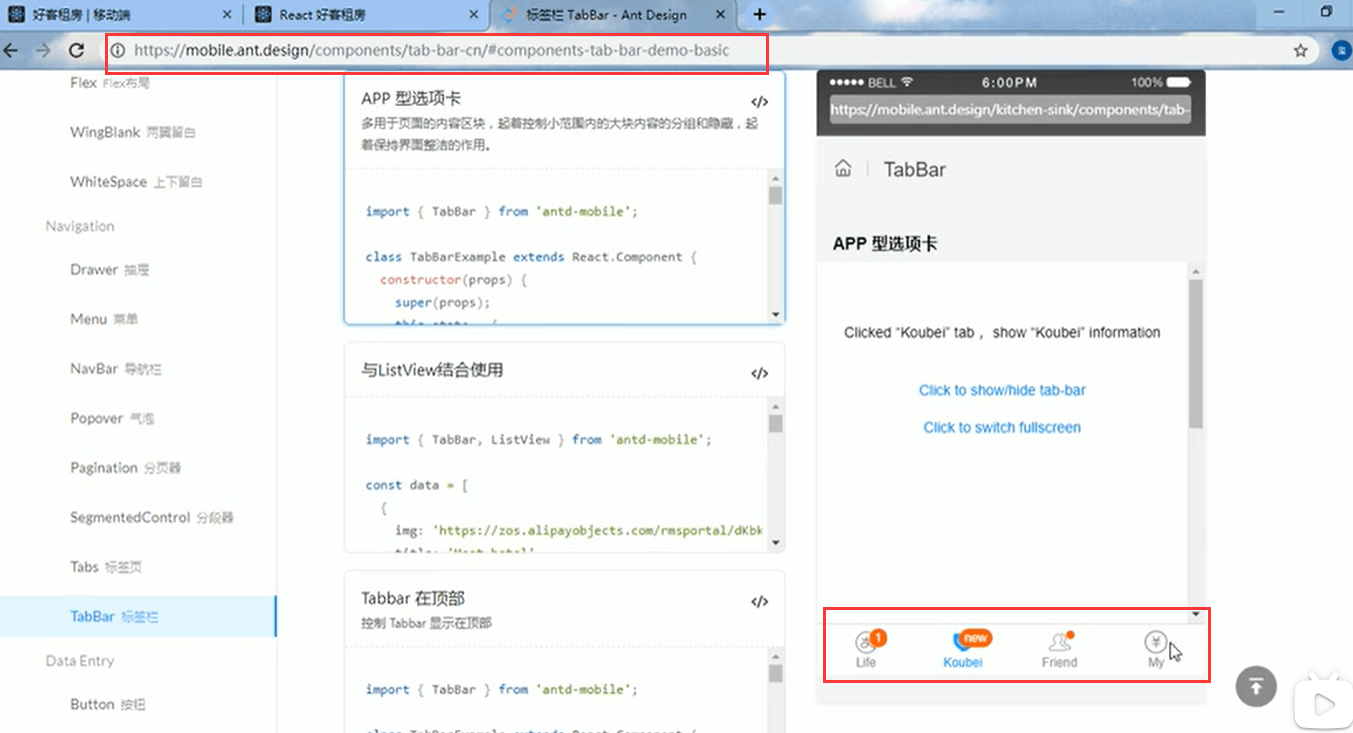 好客租房 | 移动端
React 好客租房
标签栏 TabBar - Ant Design
https://mobile.ant.design/components/tab-bar-cn/#components-tab-bar-demo-basic
Flex Flex布局
WingBlank 两翼留白
WhiteSpace 上下留白
Navigation
Drawer 抽屉
Menu 菜单
NavBar 导航栏
Popover 气泡
Pagination 分页器
SegmentedControl 分段器
Tabs 标签页
TabBar 标签栏
Data Entry
Button 按钮
APP 型选项卡
</>
多用于页面的内容区块，起着控制小范围内的大块内容的分组和隐藏，起
着保持界面整洁的作用。
import { TabBar } from 'antd-mobile';
class TabBarExample extends React.Component {
constructor(props) {
super(props);
this.state = {
与ListView结合使用
</>
import { TabBar, ListView } from 'antd-mobile';
const data = [
{
img: 'https://zos.alipayobjects.com/rmsportal/dKbk
Tabbar 在顶部
</>
控制 Tabbar 显示在顶部
import { TabBar } from 'antd-mobile';
class TabBarExample extends React.Component {
BELL
6:00PM
100%
https://mobile.ant.design/kitchen-sink/components/tab-
TabBar
APP 型选项卡
Clicked “Koubei” tab ， show “Koubei” information
Click to show/hide tab-bar
Click to switch fullscreen
1
new
Life
Koubei
Friend
My